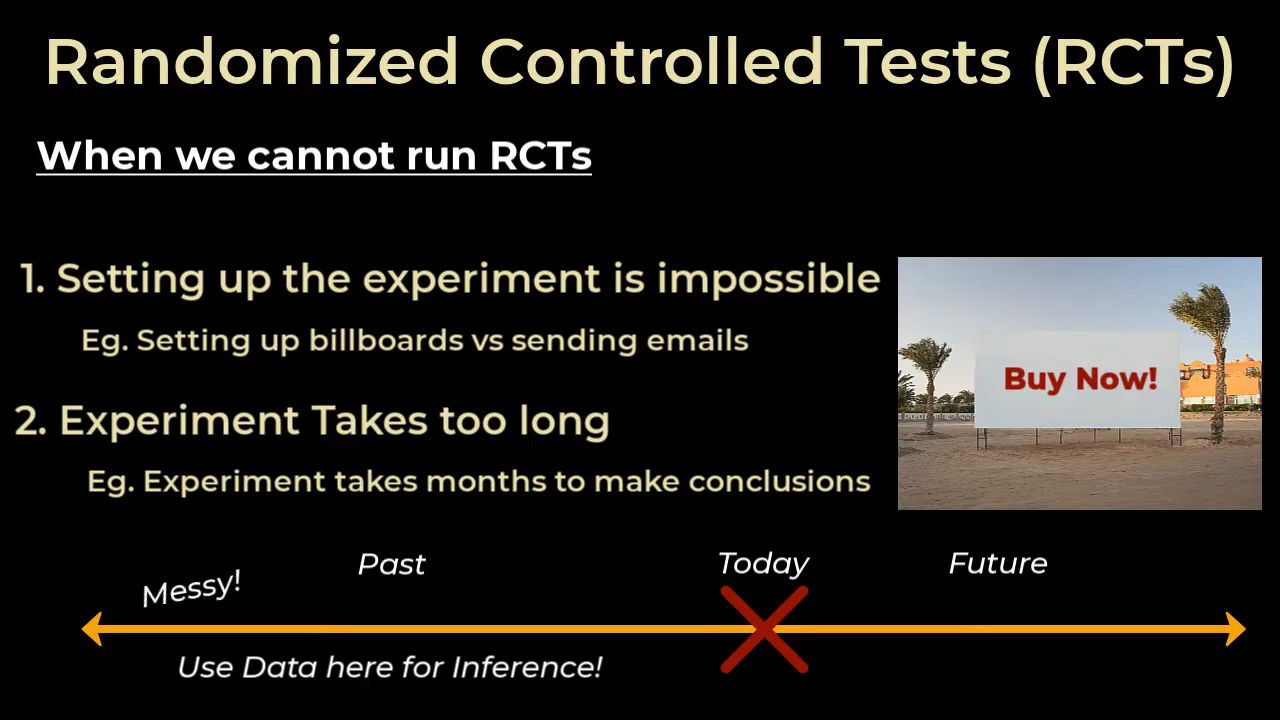 Randomized Controlled Tests (RCTs)
When we cannot run RCTs
1. Setting up the experiment is impossible
Eg. Setting up billboards vs sending emails
Buy Now!
2. Experiment Takes too long
Eg. Experiment takes months to make conclusions
Messy!
Past
Today
Future
Use Data here for Inference!